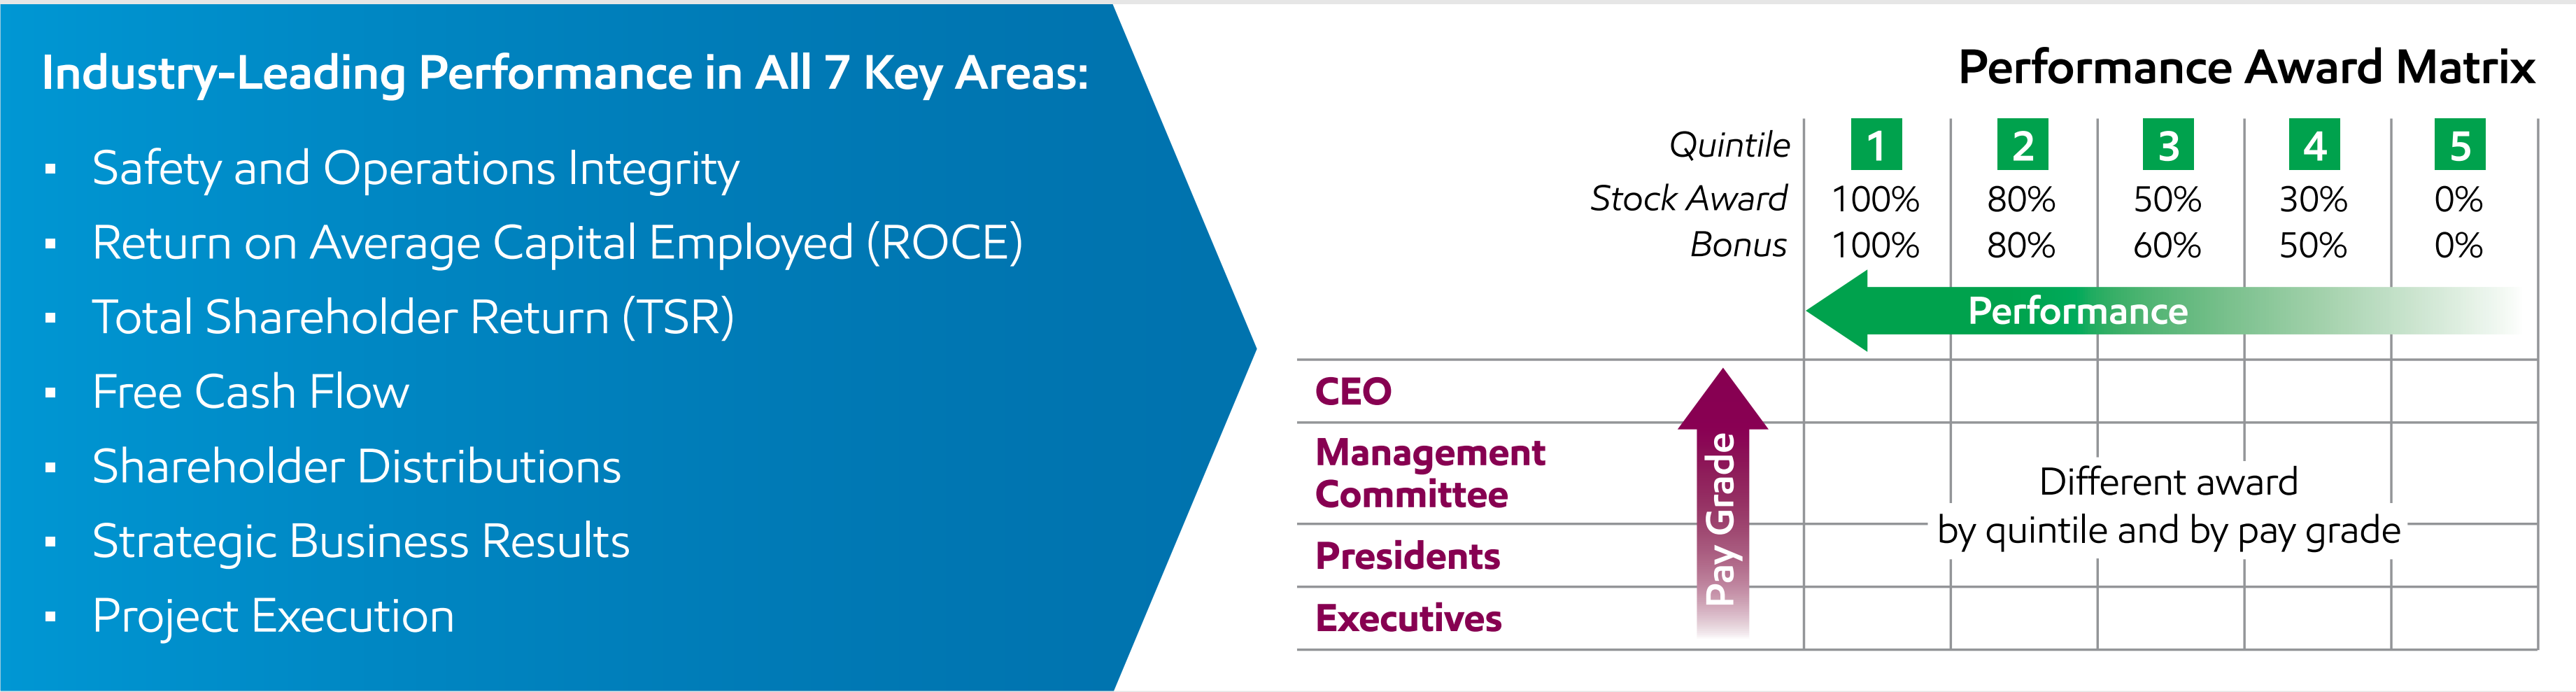 Industry-Leading Performance in All 7 Key Areas:
▪ Safety and Operations Integrity
▪ Return on Average Capital Employed (ROCE)
▪ Total Shareholder Return (TSR)
▪ Free Cash Flow
▪ Shareholder Distributions
▪ Strategic Business Results
▪ Project Execution
Performance Award Matrix
Quintile 1 2 3 4 5
Stock Award 100% 80% 50% 30% 0%
Bonus 100% 80% 60% 50% 0%
Performance
CEO
Management
Committee
Presidents
Executives
Pay Grade
Different award
by quintile and by pay grade